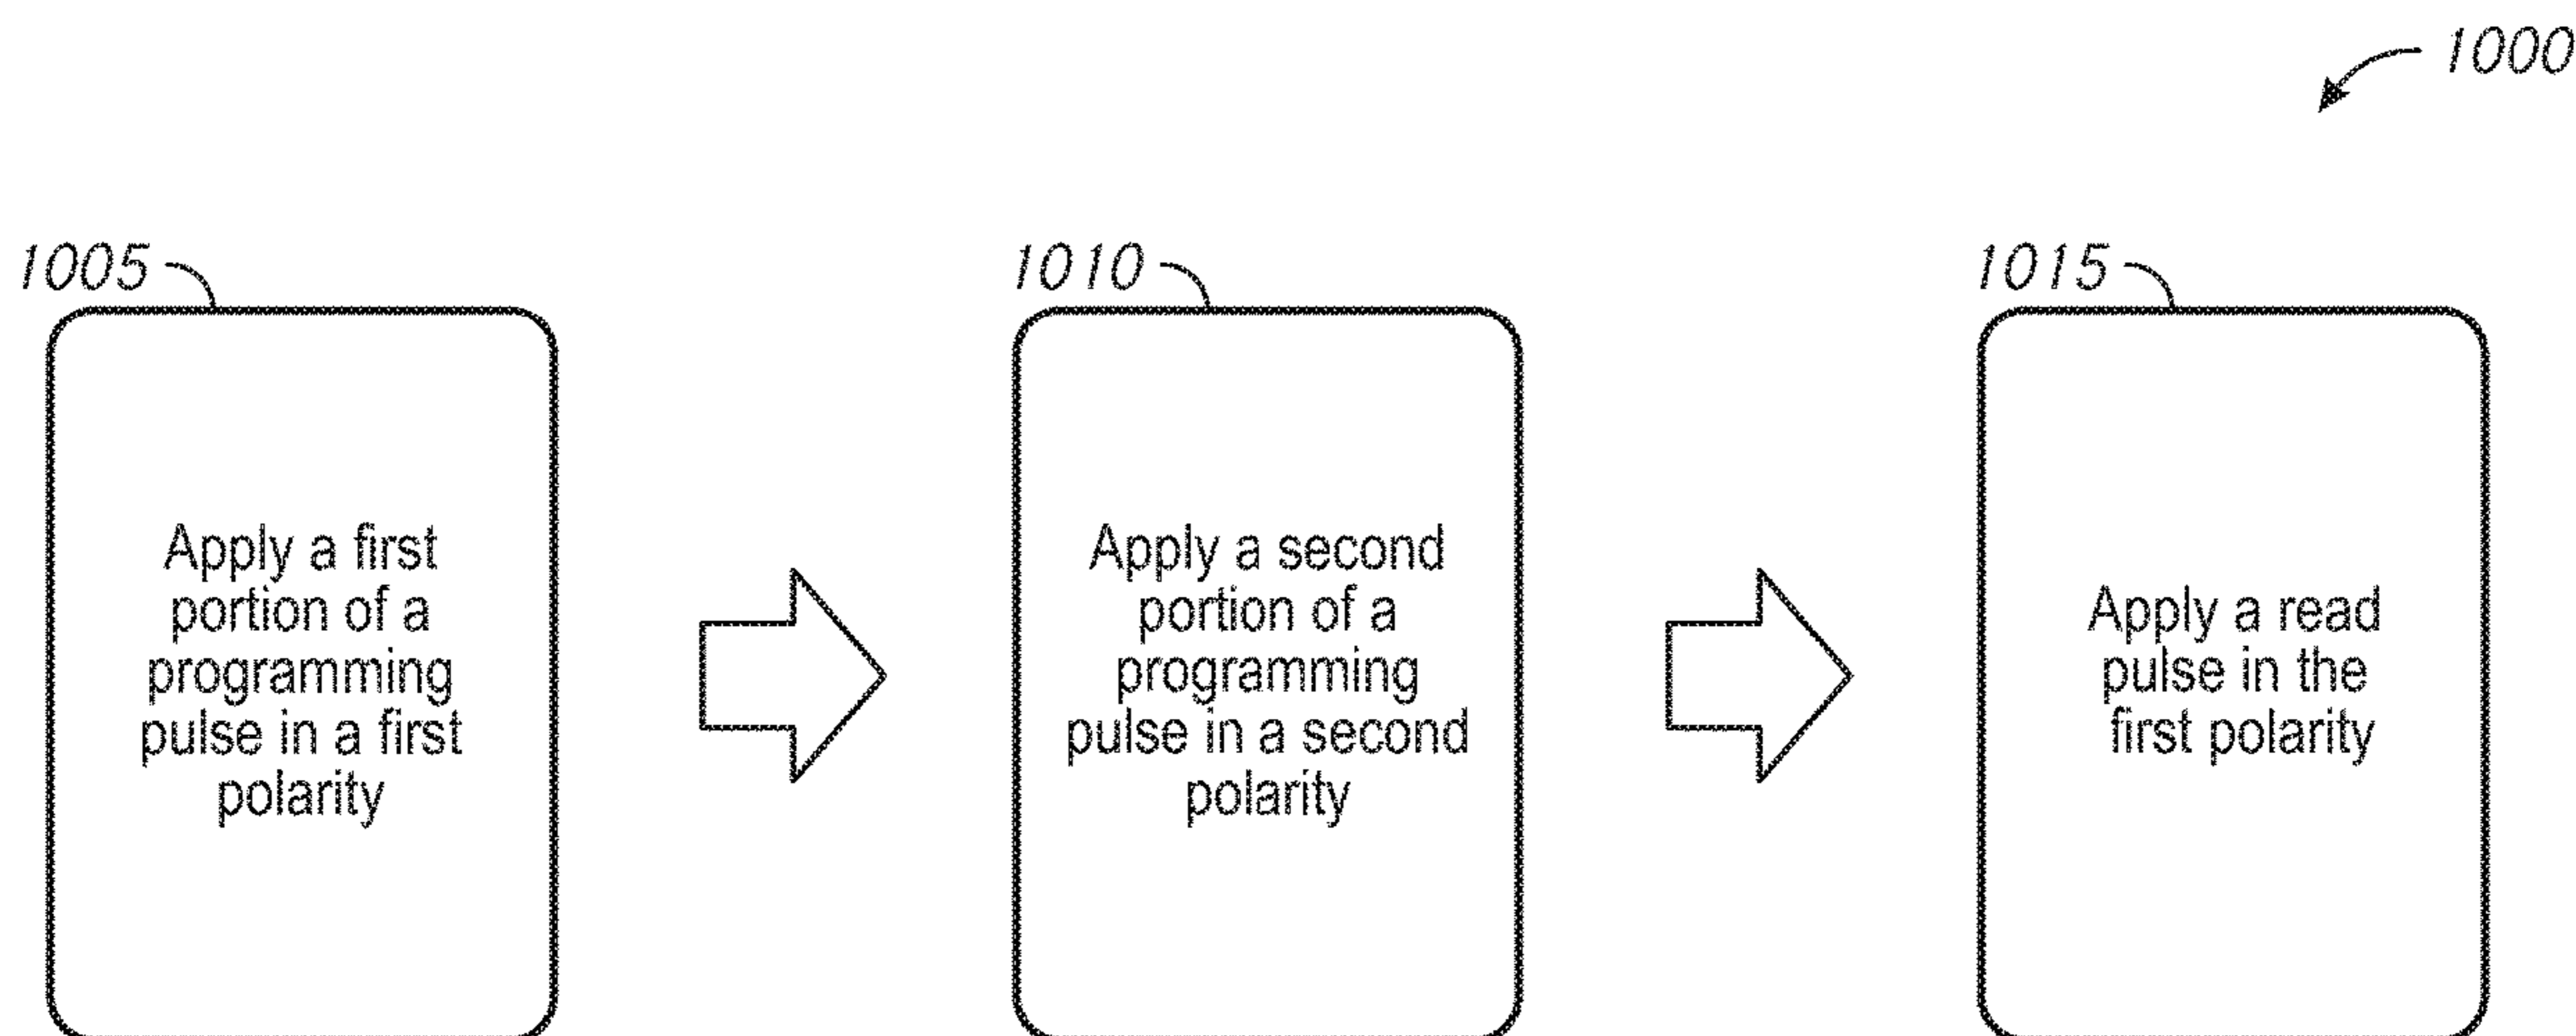 1000
1005
Apply a first
portion of a
programming
pulse in a first
polarity
1010
Apply a second
portion of a
programming
pulse in a second
polarity
1015
Apply a read
pulse in the
first polarity